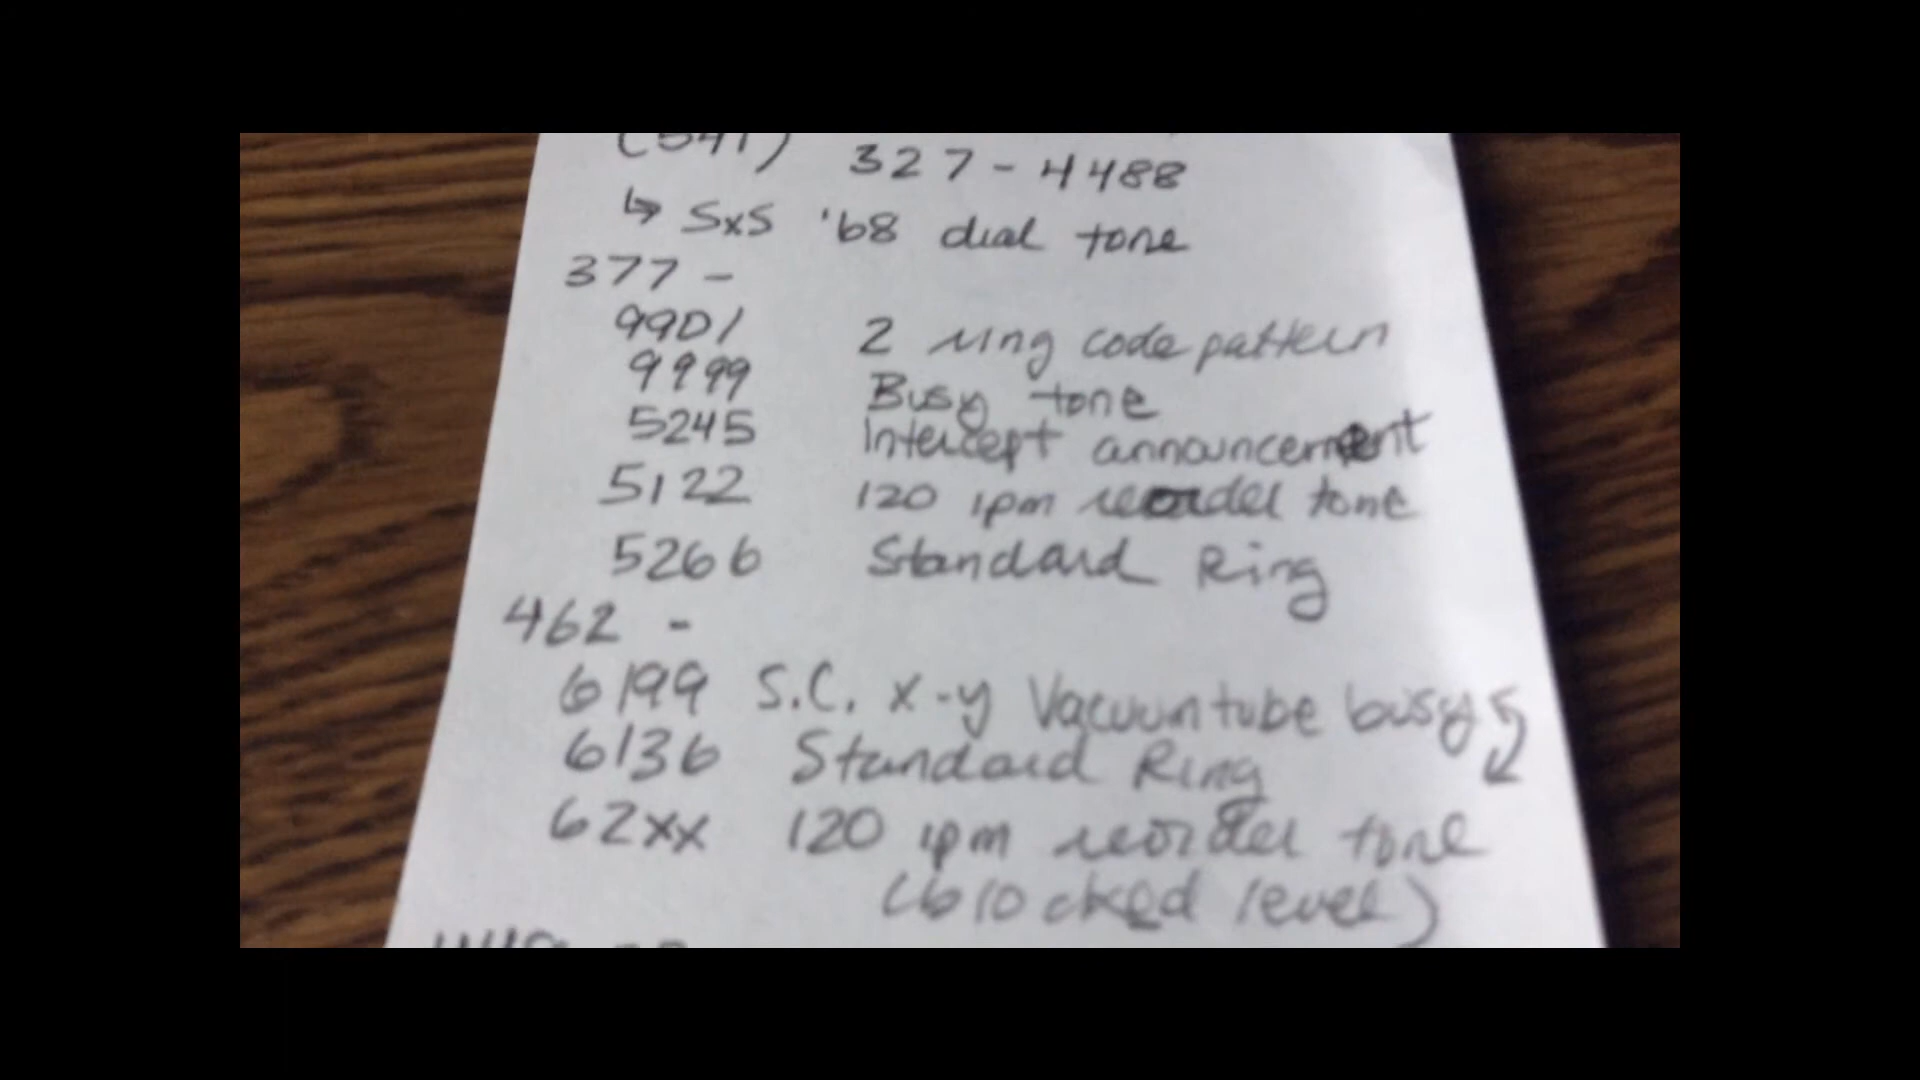 (541) 327-4488
↳ SxS '68 dial tone
377 -
9901 2 ring code pattern
9999 Busy tone
5245 Intercept announcement
5122 120 ipm reorder tone
5266 Standard Ring
462 -
6199 S.C. X-y Vacuum tube busy
6136 Standard Ring
62xx 120 ipm reorder tone
(blocked level)